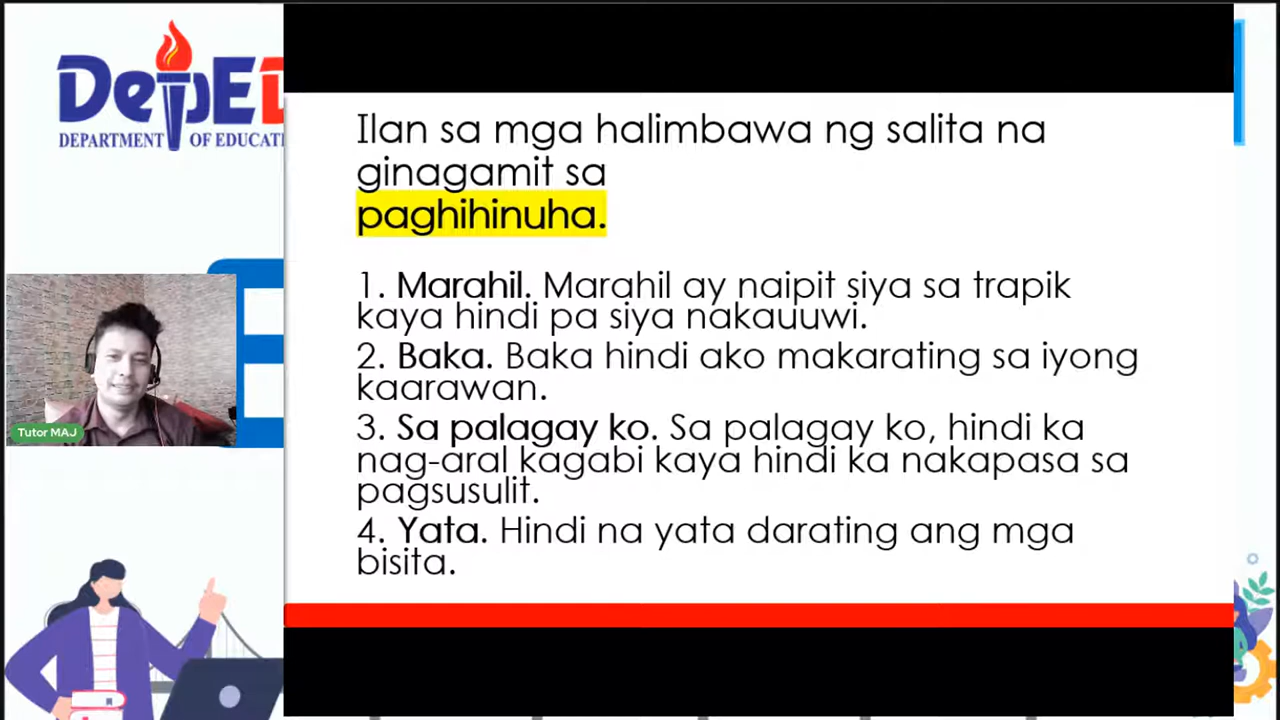 DepED
DEPARTMENT OF EDUCATI
Ilan sa mga halimbawa ng salita na
ginagamit sa
paghihinuha.
1. Marahil. Marahil ay naipit siya sa trapik
kaya hindi pa siya nakauuwi.
2. Baka. Baka hindi ako makarating sa iyong
kaarawan.
3. Sa palagay ko. Sa palagay ko, hindi ka
nag-aral kagabi kaya hindi ka nakapasa sa
pagsusulit.
4. Yata. Hindi na yata darating ang mga
bisita.
Tutor MAJ